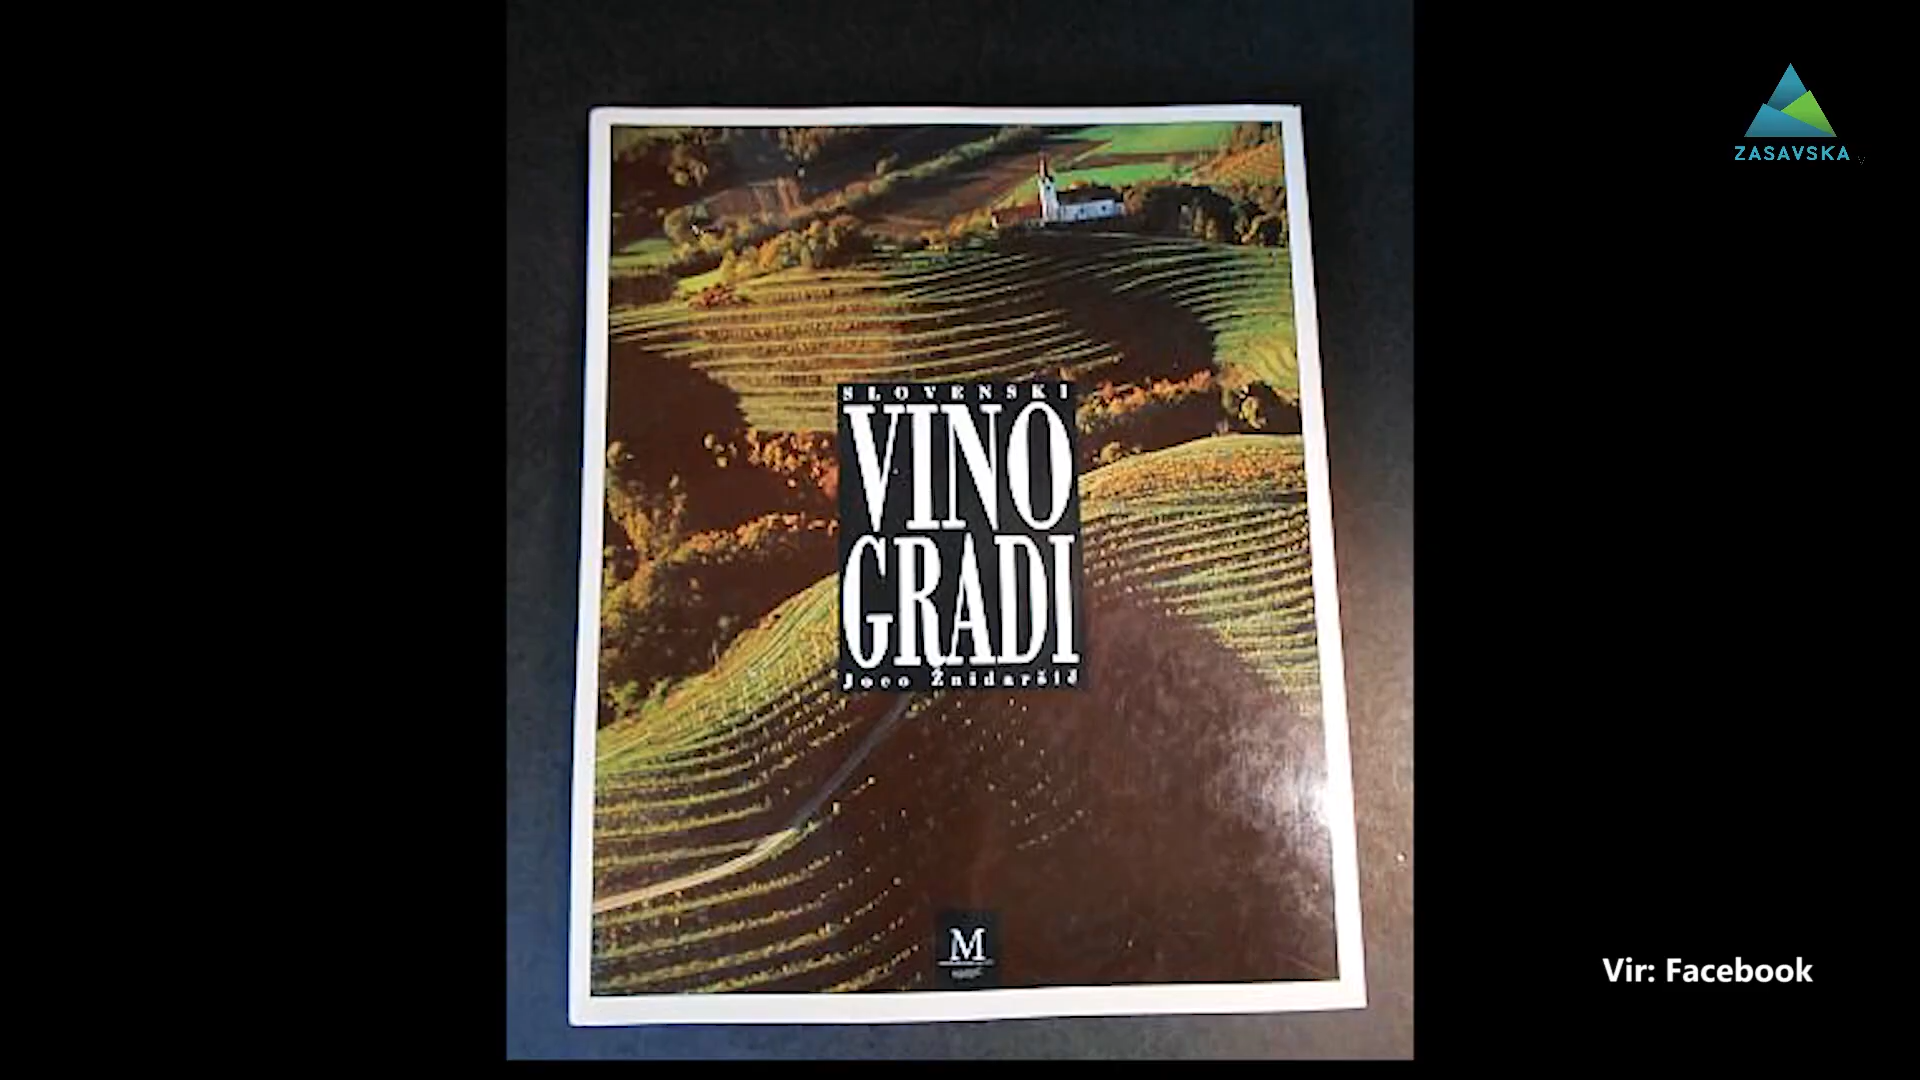 ZASAVSKA
SLOVENSKI
VINO
GRADI
Joco Žnidaršič
M
Vir: Facebook